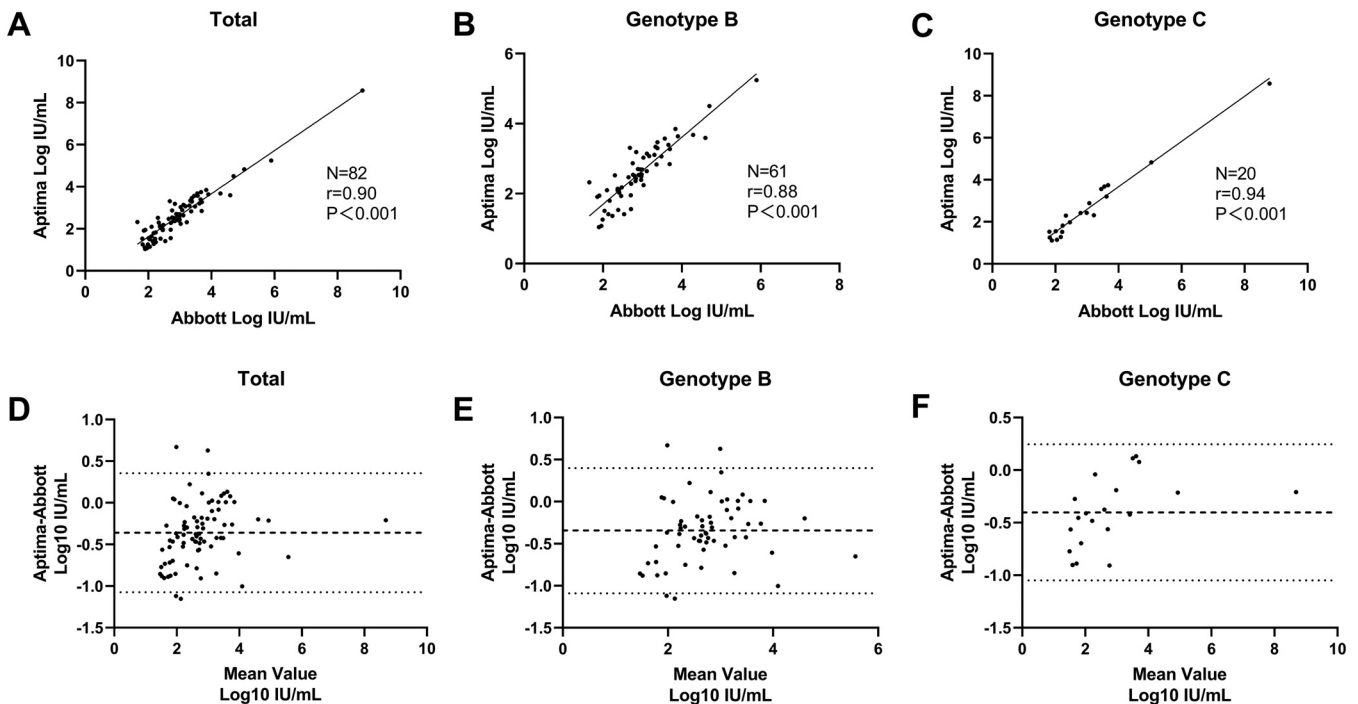 A
Total
Aptima Log IU/mL
10
8
6
4
2
0
0 2 4 6 8 10
Abbott Log IU/mL
N=82
r=0.90
P<0.001
B
Genotype B
Aptima Log IU/mL
6
4
2
0
0 2 4 6 8
Abbott Log IU/mL
N=61
r=0.88
P<0.001
C
Genotype C
Aptima Log IU/mL
10
8
6
4
2
0
0 2 4 6 8 10
Abbott Log IU/mL
N=20
r=0.94
P<0.001
D
Total
Aptima-Abbott
Log10 IU/mL
1.0
0.5
0.0
-0.5
-1.0
-1.5
0 2 4 6 8 10
Mean Value
Log10 IU/mL
E
Genotype B
Aptima-Abbott
Log10 IU/mL
1.0
0.5
0.0
-0.5
-1.0
-1.5
0 2 4 6
Mean Value
Log10 IU/mL
F
Genotype C
Aptima-Abbott
Log10 IU/mL
0.5
0.0
-0.5
-1.0
-1.5
0 2 4 6 8 10
Mean Value
Log10 IU/mL